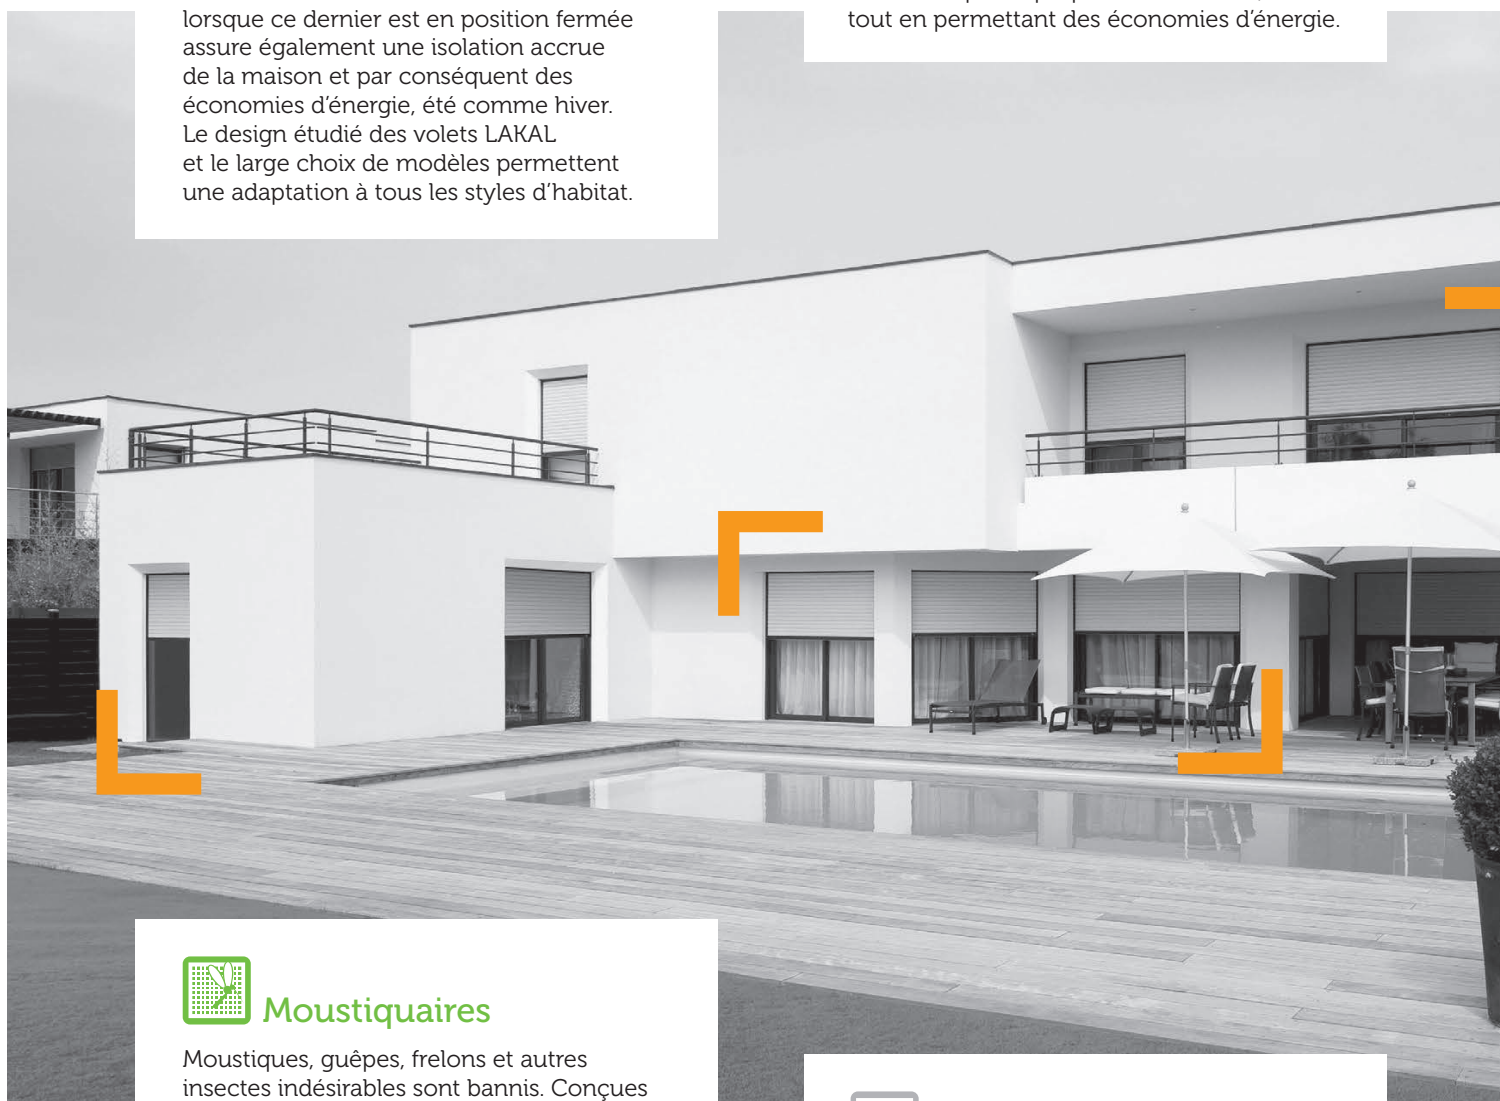 lorsque ce dernier est en position fermée
assure également une isolation accrue
de la maison et par conséquent des
économies d’énergie, été comme hiver.
Le design étudié des volets LAKAL
et le large choix de modèles permettent
une adaptation à tous les styles d’habitat.
tout en permettant des économies d’énergie.
Moustiquaires
Moustiques, guêpes, frelons et autres
insectes indésirables sont bannis. Conçues